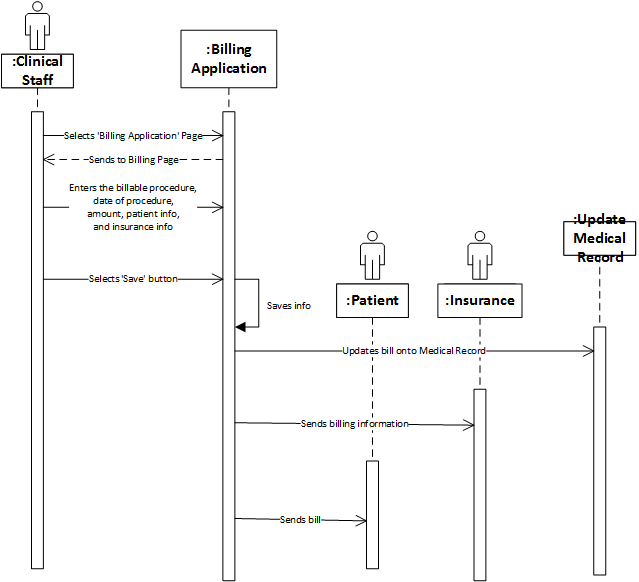 :Clinical
Staff
:Billing
Application
Selects 'Billing Application' Page
Sends to Billing Page
Enters the billable procedure,
date of procedure,
amount, patient info,
and insurance info
Selects 'Save' button
Saves info
:Patient
:Insurance
:Update
Medical
Record
Updates bill onto Medical Record
Sends billing information
Sends bill